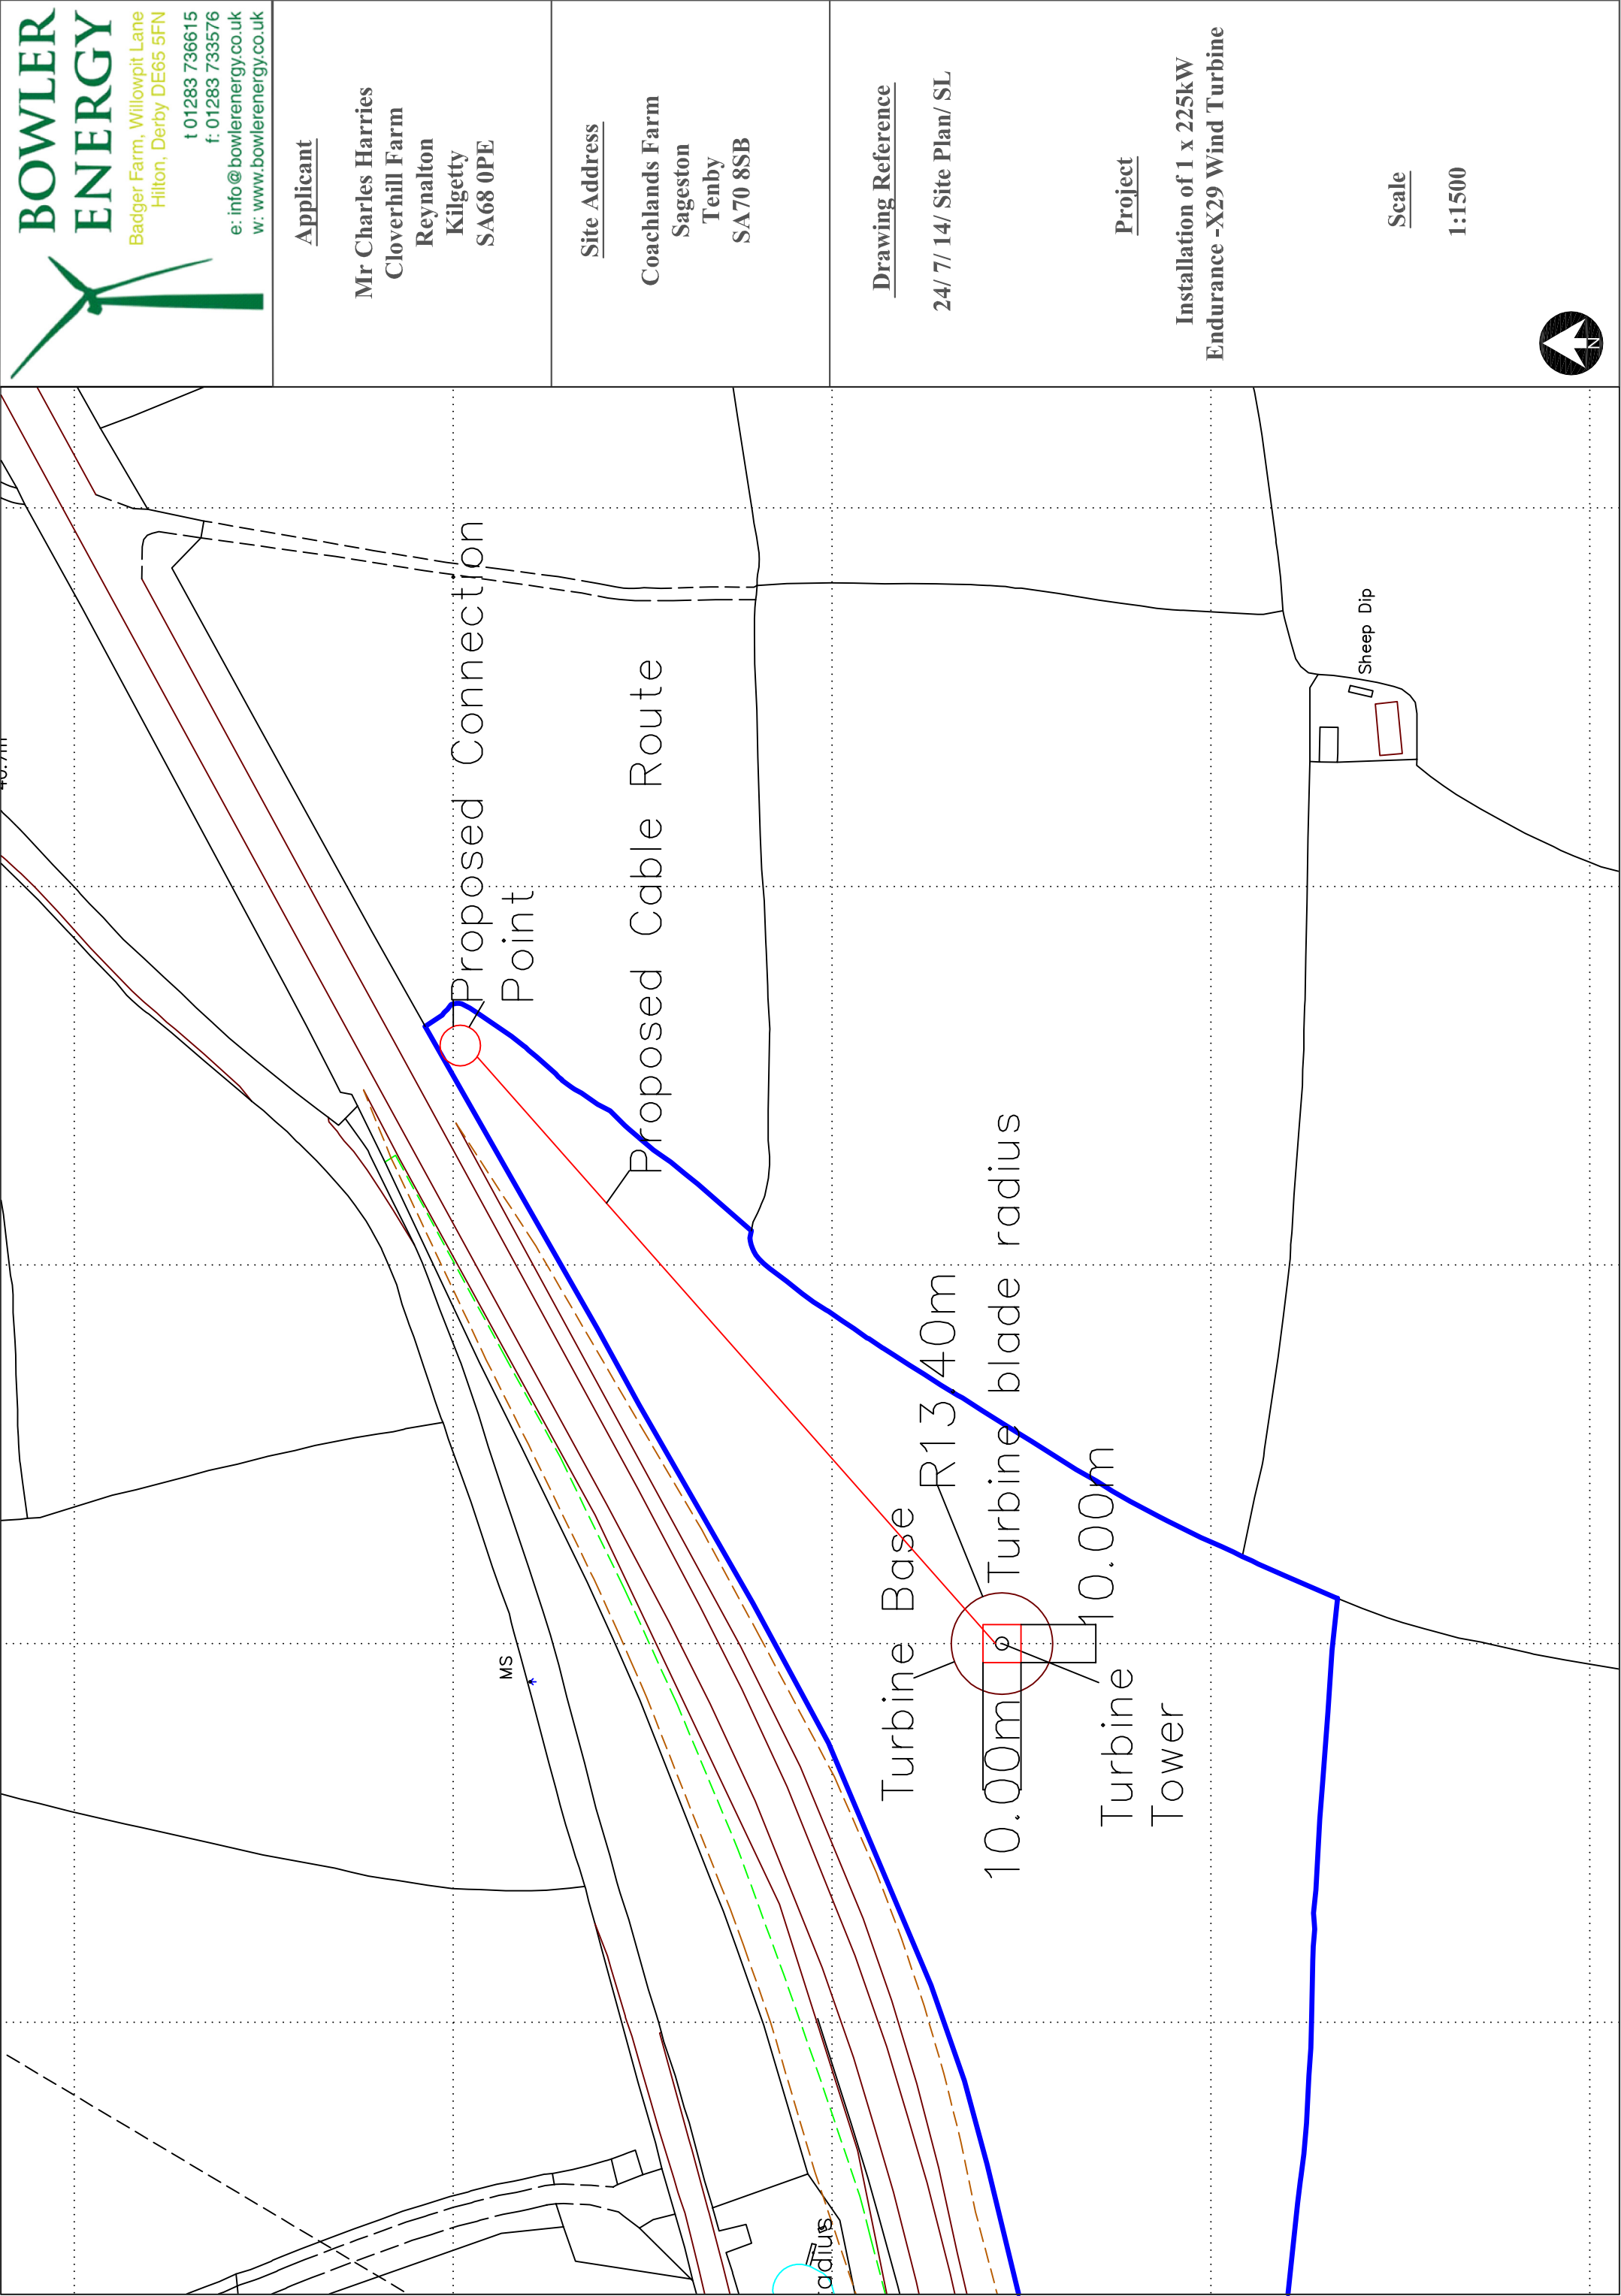 BOWLER
ENERGY
Badger Farm, Willowpit Lane
Hilton, Derby DE65 5FN
t 01283 736615
f: 01283 733576
e: info@bowlerenergy.co.uk
w: www.bowlerenergy.co.uk
Applicant
Mr Charles Harries
Cloverhill Farm
Reynalton
Kilgetty
SA68 0PE
Site Address
Coachlands Farm
Sageston
Tenby
SA70 8SB
Drawing Reference
24/ 7/ 14/ Site Plan/ SL
Project
Installation of 1 x 225kW
Endurance -X29 Wind Turbine
Scale
1:1500
N
Proposed Connection
Point
Proposed Cable Route
Sheep Dip
MS
Turbine Base
R13.40m
Turbine blade radius
10.00m
10.00m
Turbine
Tower
adius